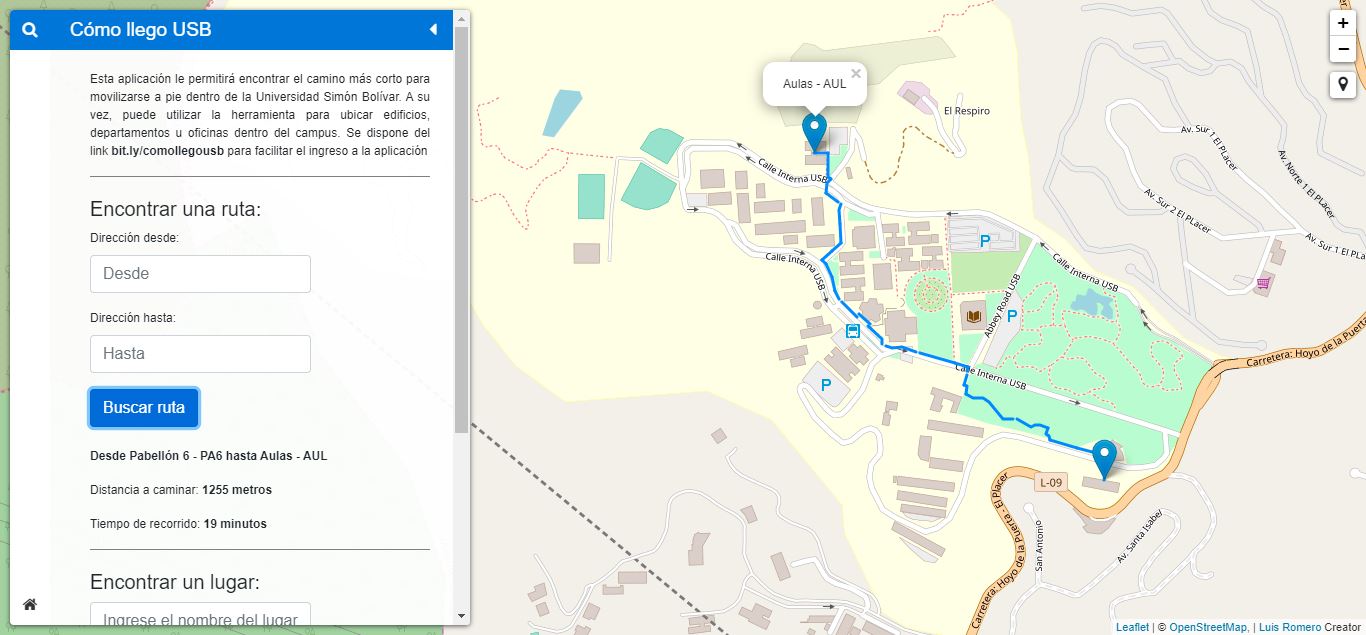 Cómo llego USB
Esta aplicación le permitirá encontrar el camino más corto para
movilizarse a pie dentro de la Universidad Simón Bolívar. A su
vez, puede utilizar la herramienta para ubicar edificios,
departamentos u oficinas dentro del campus. Se dispone del
link bit.ly/comollegousb para facilitar el ingreso a la aplicación
Encontrar una ruta:
Dirección desde:
Desde
Dirección hasta:
Hasta
Buscar ruta
Desde Pabellón 6 - PA6 hasta Aulas - AUL
Distancia a caminar: 1255 metros
Tiempo de recorrido: 19 minutos
Encontrar un lugar:
Ingrese el nombre del lugar
Aulas - AUL
×
El Respiro
Calle Interna USB
Calle Interna USB
Calle Interna USB
Calle Interna USB
Abbey Road USB
P
P
P
Av. Sur 1 El PLacer
Av. Norte 1 El PLacer
Av. Sur 2 El PLacer
Av. Sur 1 El PLa
Carretera: Hoyo de la Puerta
L-09
Carretera: Hoyo de la Puerta - El Placer
San Antonio
Av. Santa Isabel
+
−
Leaflet | © OpenStreetMap, | Luis Romero Creator